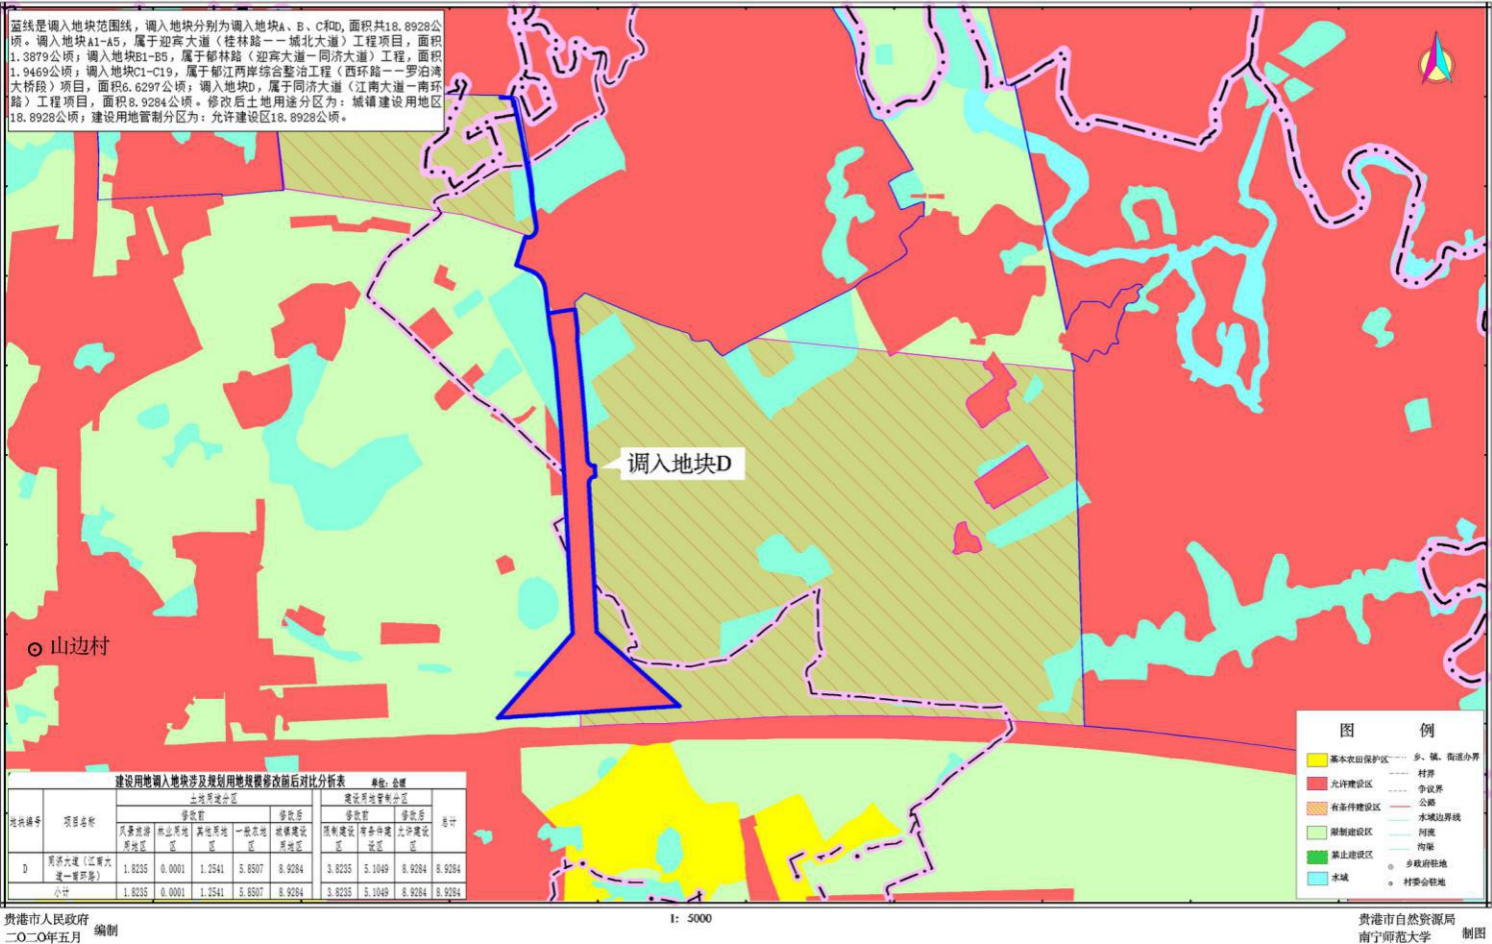 蓝线是调入地块范围线，调入地块分别为调入地块A、B、C和D，面积共18.8928公
顷。调入地块A1-A5，属于迎宾大道（桂林路——城北大道）工程项目，面积
1.3879公顷；调入地块B1-B5，属于郁林路（迎宾大道—同济大道）工程，面积
1.9469公顷；调入地块C1-C19，属于郁江两岸综合整治工程（西环路——罗泊湾
大桥段）项目，面积6.6297公顷；调入地块D，属于同济大道（江南大道—南环
路）工程项目，面积8.9284公顷。修改后土地用途分区为：城镇建设用地区
18.8928公顷；建设用地管制分区为：允许建设区18.8928公顷。
调入地块D
山边村
图 例
基本农田保护区
允许建设区
有条件建设区
限制建设区
禁止建设区
水域
乡、镇、街道办界
村界
争议界
公路
水域边界线
河流
沟渠
乡政府驻地
村委会驻地
建设用地调入地块涉及规划用地规模修改前后对比分析表 单位：公顷
地块编号 项目名称 土地用途分区 建设用地管制分区 总计
修改前 修改后 修改前 修改后
风景旅游用地区 林业用地区 其他用地区 一般农地区 城镇建设用地区 限制建设区 有条件建设区 允许建设区
D 同济大道（江南大道—南环路） 1.8235 0.0001 1.2541 5.8507 8.9284 3.8235 5.1049 8.9284 8.9284
小计 1.8235 0.0001 1.2541 5.8507 8.9284 3.8235 5.1049 8.9284 8.9284
贵港市人民政府
二〇二〇年五月 编制
1: 5000
贵港市自然资源局
南宁师范大学 制图